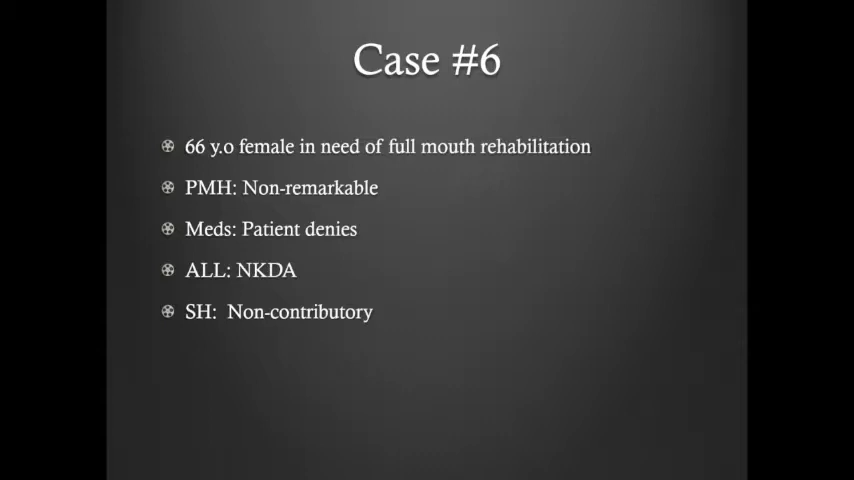 Case #6
66 y.o female in need of full mouth rehabilitation
PMH: Non-remarkable
Meds: Patient denies
ALL: NKDA
SH: Non-contributory